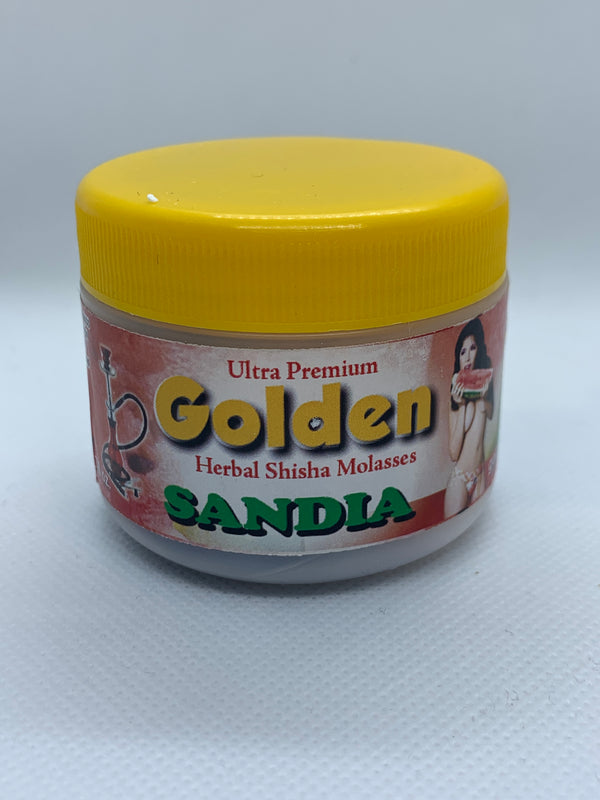 Ultra Premium
Golden
Herbal Shisha Molasses
SANDIA